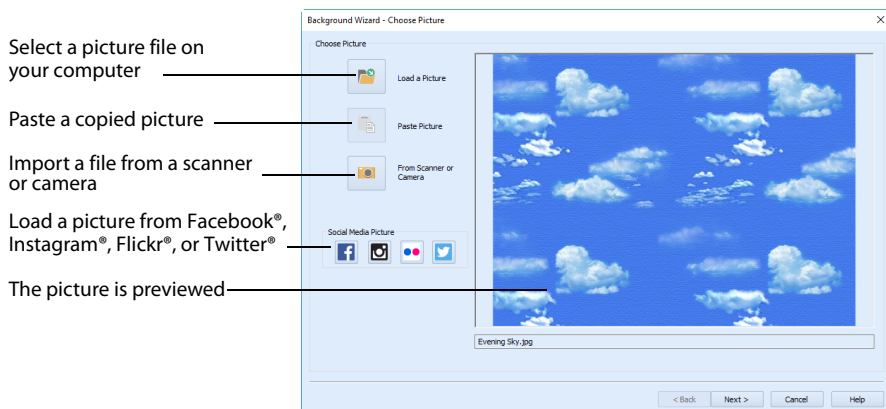 Background Wizard - Choose Picture
Choose Picture
Select a picture file on
your computer
Load a Picture
Paste a copied picture
Paste Picture
Import a file from a scanner
or camera
From Scanner or
Camera
Load a picture from Facebook®,
Instagram®, Flickr®, or Twitter®
Social Media Picture
The picture is previewed
Evening Sky.jpg
< Back
Next >
Cancel
Help